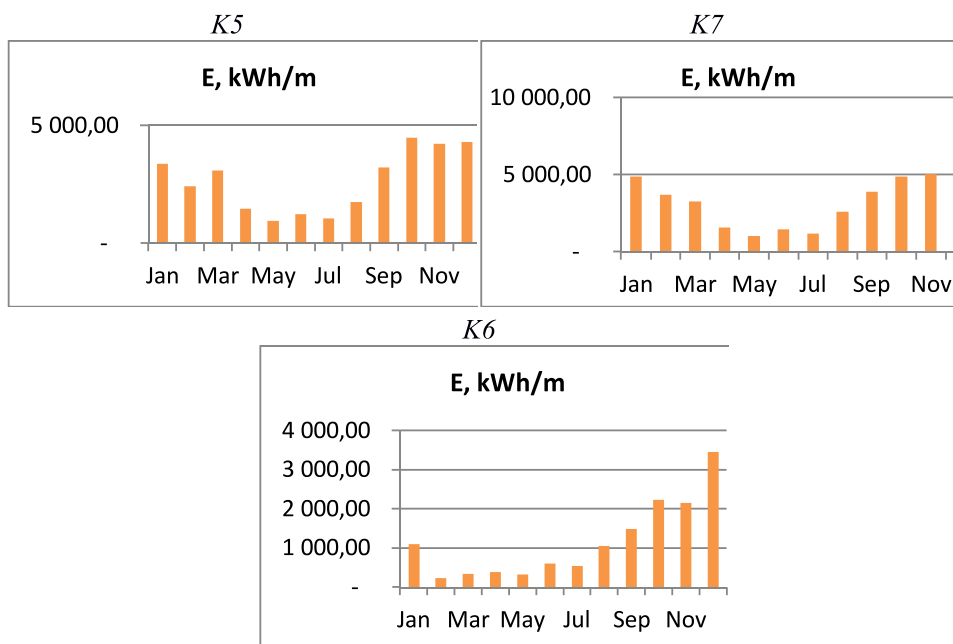 K5
E, kWh/m
5 000,00
-
Jan Mar May Jul Sep Nov
K7
E, kWh/m
10 000,00
5 000,00
-
Jan Mar May Jul Sep Nov
K6
E, kWh/m
4 000,00
3 000,00
2 000,00
1 000,00
-
Jan Mar May Jul Sep Nov